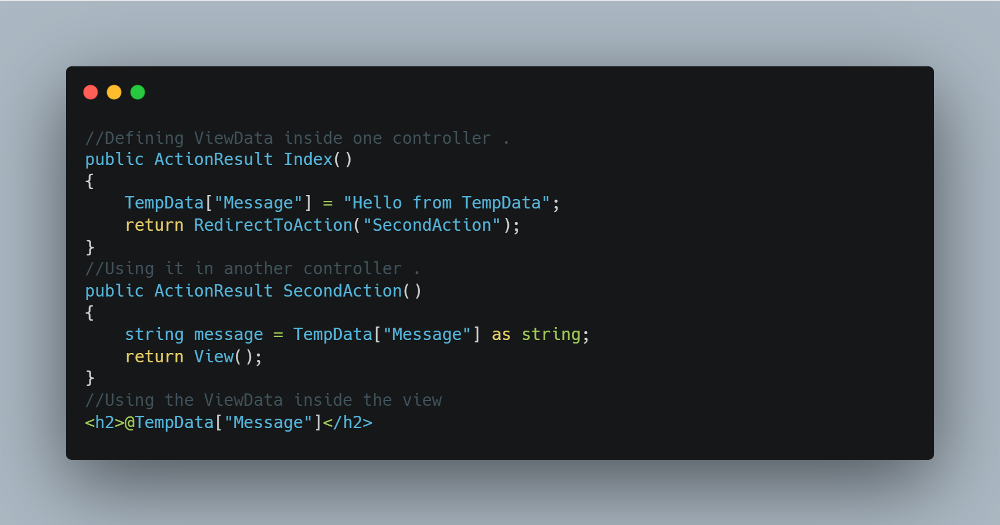 //Defining ViewData inside one controller .
public ActionResult Index()
{
    TempData["Message"] = "Hello from TempData";
    return RedirectToAction("SecondAction");
}
//Using it in another controller .
public ActionResult SecondAction()
{
    string message = TempData["Message"] as string;
    return View();
}
//Using the ViewData inside the view
<h2>@TempData["Message"]</h2>